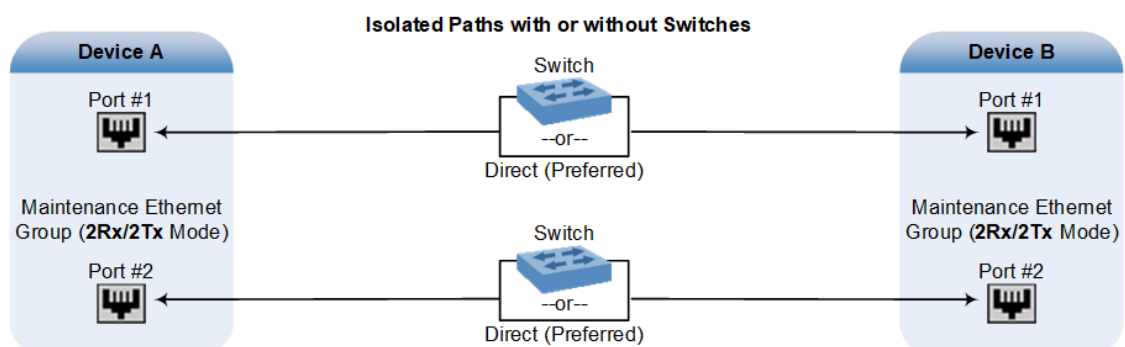 Isolated Paths with or without Switches
Device A
Device B
Switch
Port #1
Port #1
--or--
Direct (Preferred)
Maintenance Ethernet
Group (2Rx/2Tx Mode)
Maintenance Ethernet
Group (2Rx/2Tx Mode)
Switch
Port #2
Port #2
--or--
Direct (Preferred)